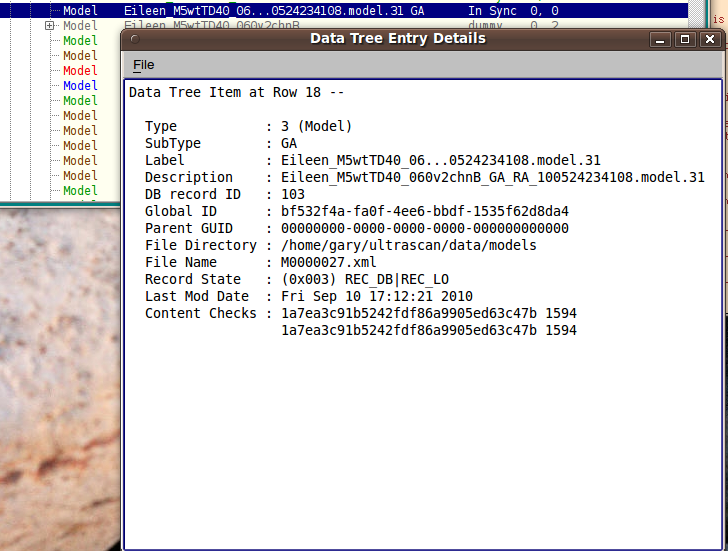 Model Eileen_M5wtTD40_06...0524234108.model.31 GA In Sync 0, 0
Model Eileen_M5wtTD40_060v2chnB dummy 0, 2
Model
Model
Model
Model
Model
Model
Model
Model
Model
Model
Model
Data Tree Entry Details
File
Data Tree Item at Row 18 --
Type : 3 (Model)
SubType : GA
Label : Eileen_M5wtTD40_06...0524234108.model.31
Description : Eileen_M5wtTD40_060v2chnB_GA_RA_100524234108.model.31
DB record ID : 103
Global ID : bf532f4a-fa0f-4ee6-bbdf-1535f62d8da4
Parent GUID : 00000000-0000-0000-0000-000000000000
File Directory : /home/gary/ultrascan/data/models
File Name : M0000027.xml
Record State : (0x003) REC_DB|REC_LO
Last Mod Date : Fri Sep 10 17:12:21 2010
Content Checks : 1a7ea3c91b5242fdf86a9905ed63c47b 1594
1a7ea3c91b5242fdf86a9905ed63c47b 1594
is